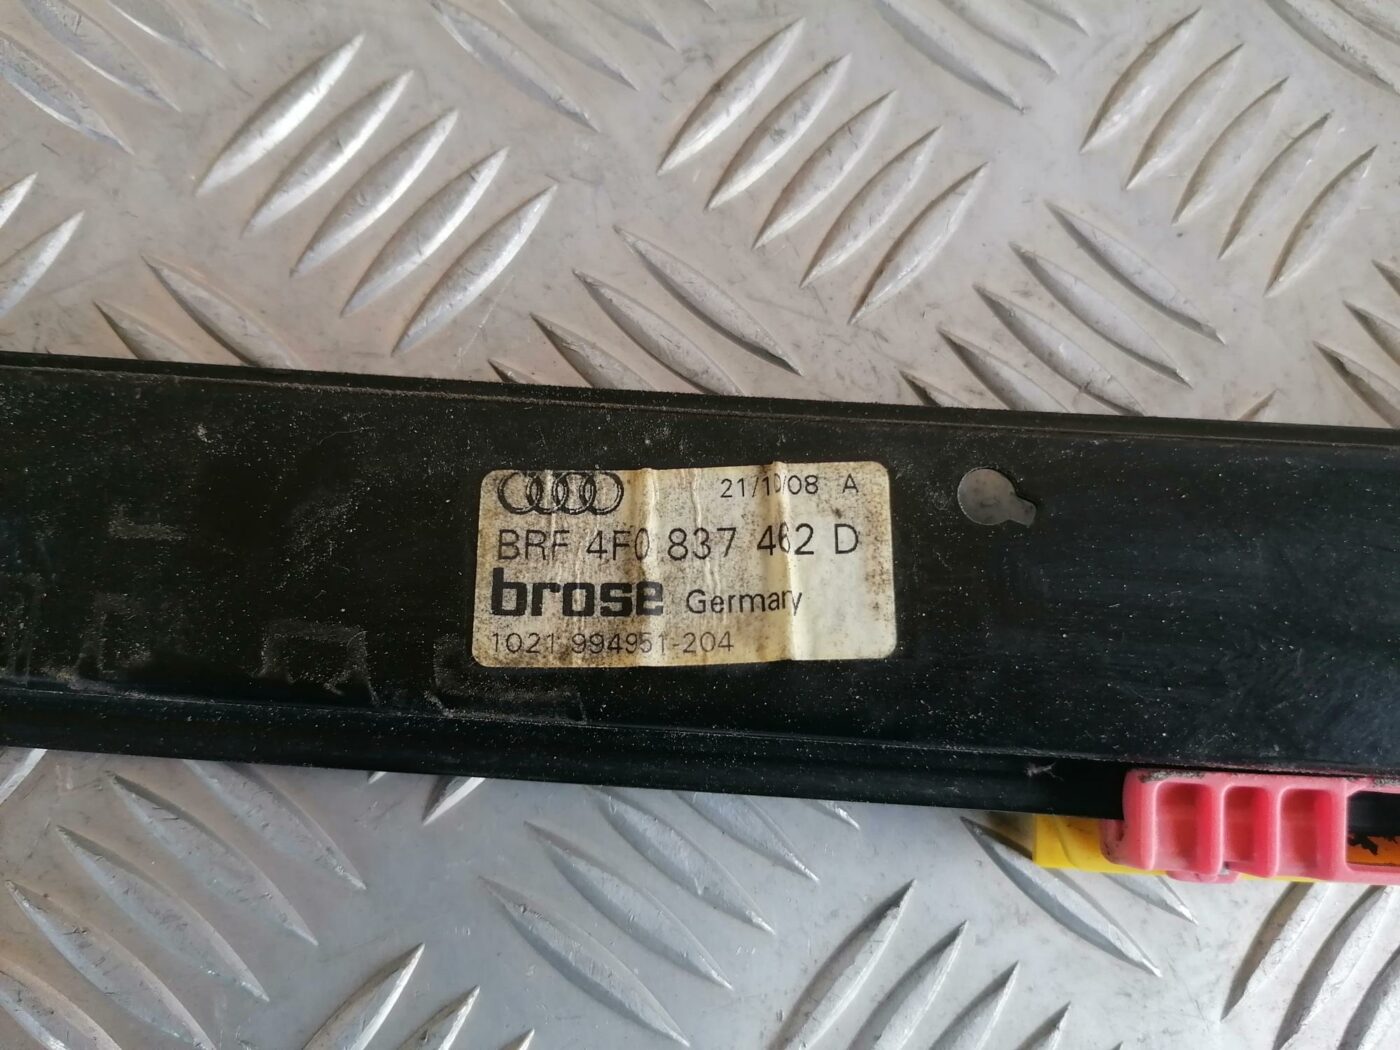 21/10/08 A
BRF 4F0 837 462 D
brose Germany
1021 994951-204